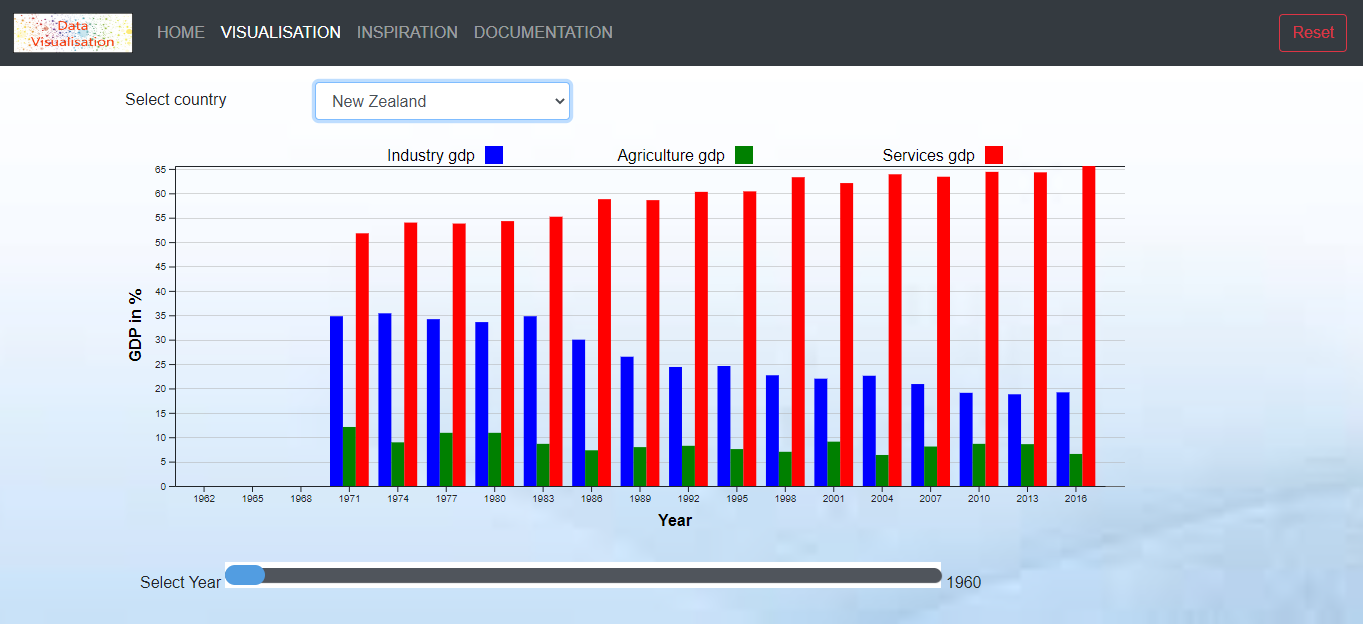 Data
Visualisation
HOME VISUALISATION INSPIRATION DOCUMENTATION
Reset
Select country
New Zealand
Industry gdp Agriculture gdp Services gdp
65
60
55
50
45
40
35
30
25
20
15
10
5
0
GDP in %
1962 1965 1968 1971 1974 1977 1980 1983 1986 1989 1992 1995 1998 2001 2004 2007 2010 2013 2016
Year
Select Year 1960